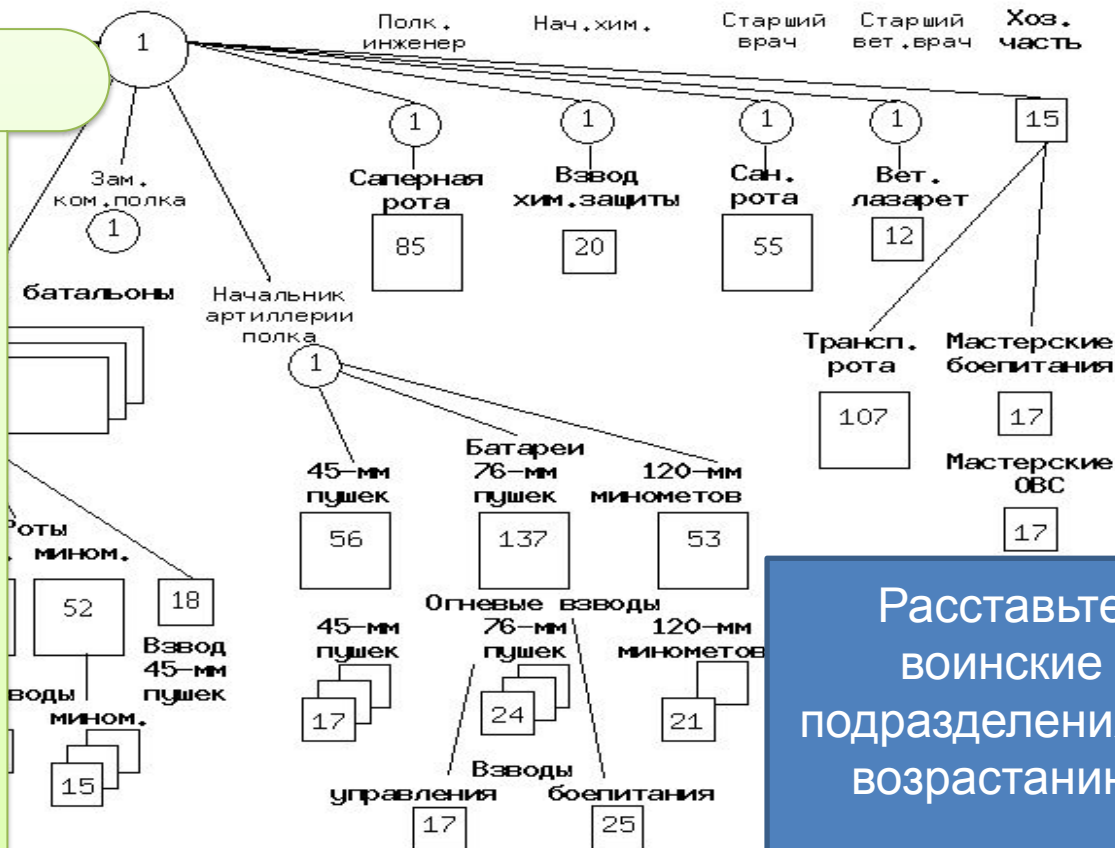 Полк. инженер
Нач.хим.
Старший врач
Старший вет.врач
Хоз. часть
1
1
1
1
1
15
Зам. ком.полка
1
Саперная рота
85
Взвод хим.защиты
20
Сан. рота
55
Вет. лазарет
12
батальоны
Начальник артиллерии полка
1
Трансп. рота
107
Мастерские боепитания
17
Мастерские ОВС
17
Батареи
45-мм пушек
76-мм пушек
120-мм минометов
56
137
53
Огневые взводы
45-мм пушек
76-мм пушек
120-мм минометов
17
24
21
Взводы
управления
боепитания
17
25
Роты
мином.
52
18
Взвод
45-мм
пушек
воды
мином.
15
Расставьте
воинские
подразделени
возрастани